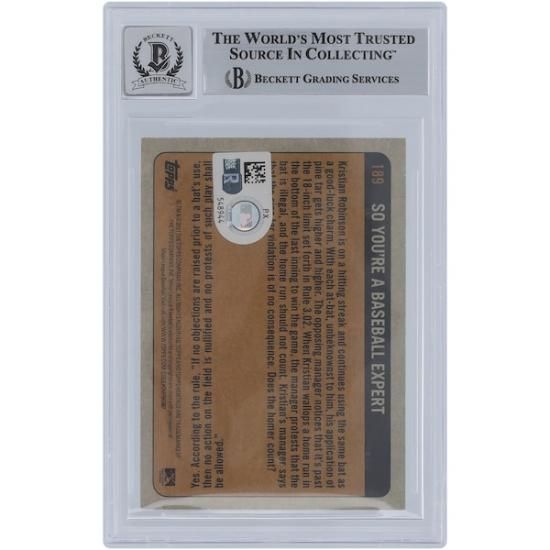 BECKETT
AUTHENTIC
THE WORLD'S MOST TRUSTED
SOURCE IN COLLECTING™
B BECKETT GRADING SERVICES
189 SO YOU'RE A BASEBALL EXPERT
Kristian Robinson is on a hitting streak and continues using the same bat as
a good-luck charm. With each at-bat, unbeknownst to him, his application of
pine tar gets higher and higher. The opposing manager notices that it's past
the 18-inch limit set forth in Rule 3.02. When Kristian wallops a home run in
the bottom of the last inning to win the game, the manager protests that the
bat is illegal, and the home run should not count. Kristian's manager says
violation is of no consequence. Does the homer count?
Yes. According to the rule, "If no objections are raised prior to a bat's use,
then no action on the field is multified and no protests of such play shall
be allowed."
Topps
PX
548944